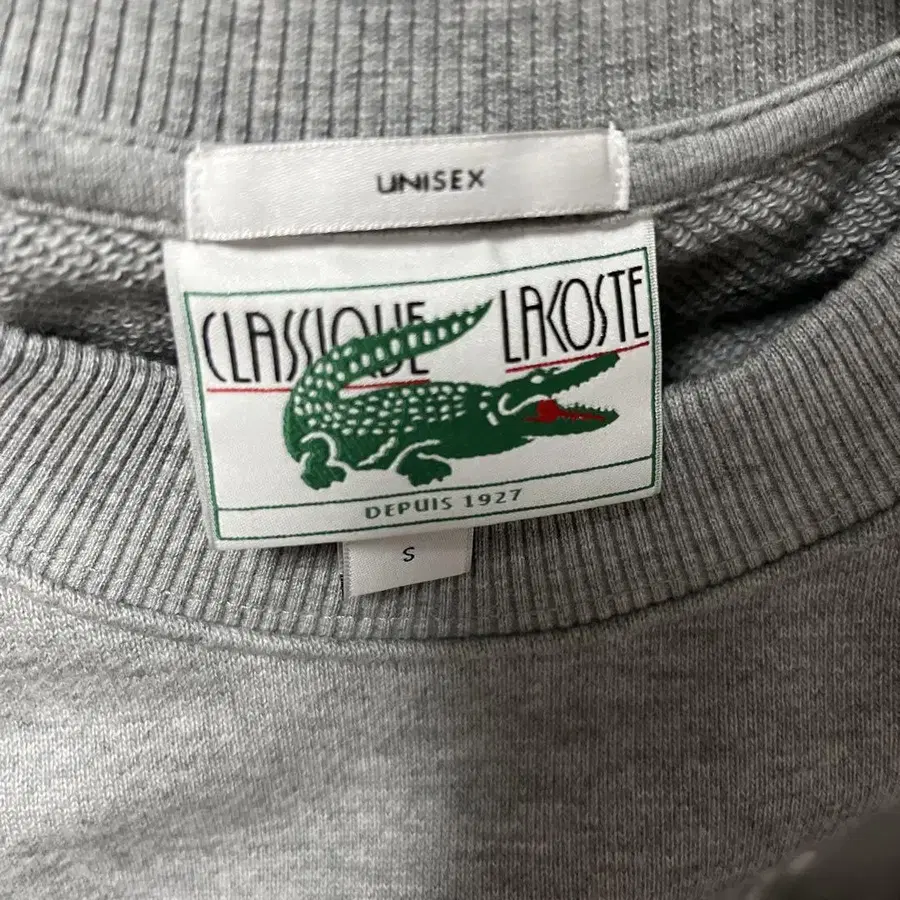 UNISEX
CLASSIQUE LACOSTE
DEPUIS 1927
S